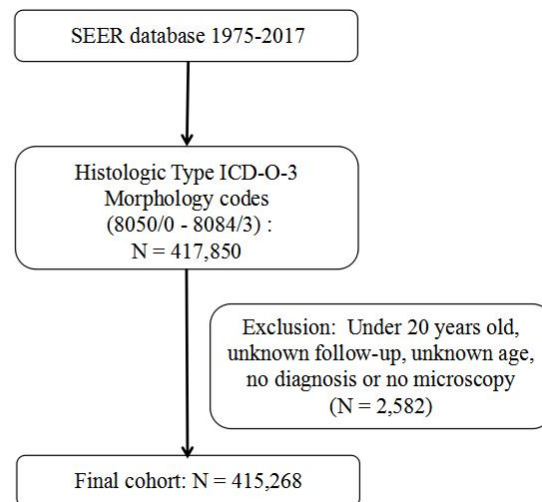 SEER database 1975-2017
Histologic Type ICD-O-3
Morphology codes
(8050/0 - 8084/3) :
N = 417,850
Exclusion: Under 20 years old,
unknown follow-up, unknown age,
no diagnosis or no microscopy
(N = 2,582)
Final cohort: N = 415,268